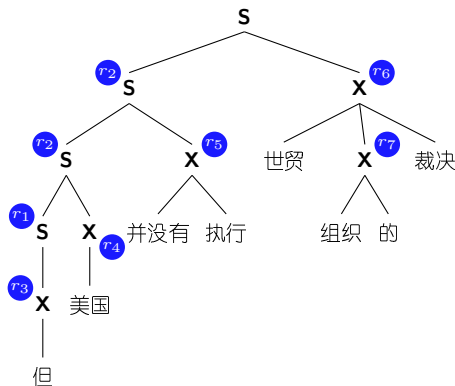 S
r2 S r6 X
r2 S X r5 世贸 X r7 裁决
r1 S X r4 并没有 执行 组织 的
r3 X 美国
但